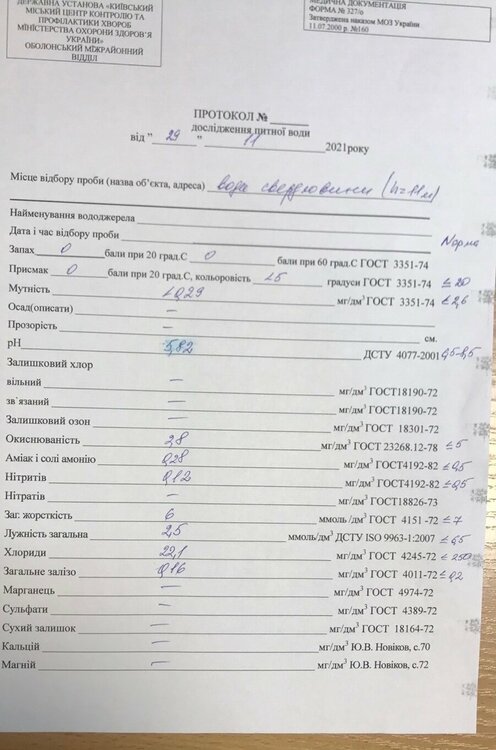 ДЕРЖАВНА УСТАНОВА «КИЇВСЬКИЙ
МІСЬКИЙ ЦЕНТР КОНТРОЛЮ ТА
ПРОФІЛАКТИКИ ХВОРОБ
МІНІСТЕРСТВА ОХОРОНИ ЗДОРОВ'Я
УКРАЇНИ»
ОБОЛОНСЬКИЙ МІЖРАЙОННИЙ
ВІДДІЛ
МЕДИЧНА ДОКУМЕНТАЦІЯ
ФОРМА № 327/о
Затверджена наказом МОЗ України
11.07.2000 р. №160
ПРОТОКОЛ № ______
дослідження питної води
від " 29 " 11 2021року
Місце відбору проби (назва об'єкта, адреса) вода свердловини (h=11м)
Найменування вододжерела
Дата і час відбору проби Норма
Запах 0 бали при 20 град.С 0 бали при 60 град.С ГОСТ 3351-74
Присмак 0 бали при 20 град.С, кольоровість <5 градуси ГОСТ 3351-74 ≤ 20
Мутність <0,29 мг/дм³ ГОСТ 3351-74 ≤ 2,6
Осад(описати) —
Прозорість — см.
рН 5,82 ДСТУ 4077-2001 6,5-8,5
Залишковий хлор
вільний — мг/дм³ ГОСТ18190-72
зв`язаний — мг/дм³ ГОСТ18190-72
Залишковий озон — мг/дм³ ГОСТ 18301-72
Окиснюваність 2,8 мг/дм³ ГОСТ 23268.12-78 ≤ 5
Аміак і солі амонію 0,28 мг/дм³ ГОСТ4192-82 ≤ 0,5
Нітритів 0,12 мг/дм³ ГОСТ4192-82 ≤ 0,5
Нітратів — мг/дм³ ГОСТ18826-73
Заг. жорсткість 6 ммоль /дм³ ГОСТ 4151 -72 ≤ 7
Лужність загальна 2,5 ммоль/дм³ ДСТУ ISO 9963-1:2007 ≤ 6,5
Хлориди 22,1 мг/дм³ ГОСТ 4245-72 ≤ 250
Загальне залізо 0,16 мг/дм³ ГОСТ 4011-72 ≤ 0,2
Марганець — мг/дм³ ГОСТ 4974-72
Сульфати — мг/дм³ ГОСТ 4389-72
Сухий залишок — мг/дм³ ГОСТ 18164-72
Кальцій — мг/дм³ Ю.В. Новіков, с.70
Магній — мг/дм³ Ю.В. Новіков, с.72